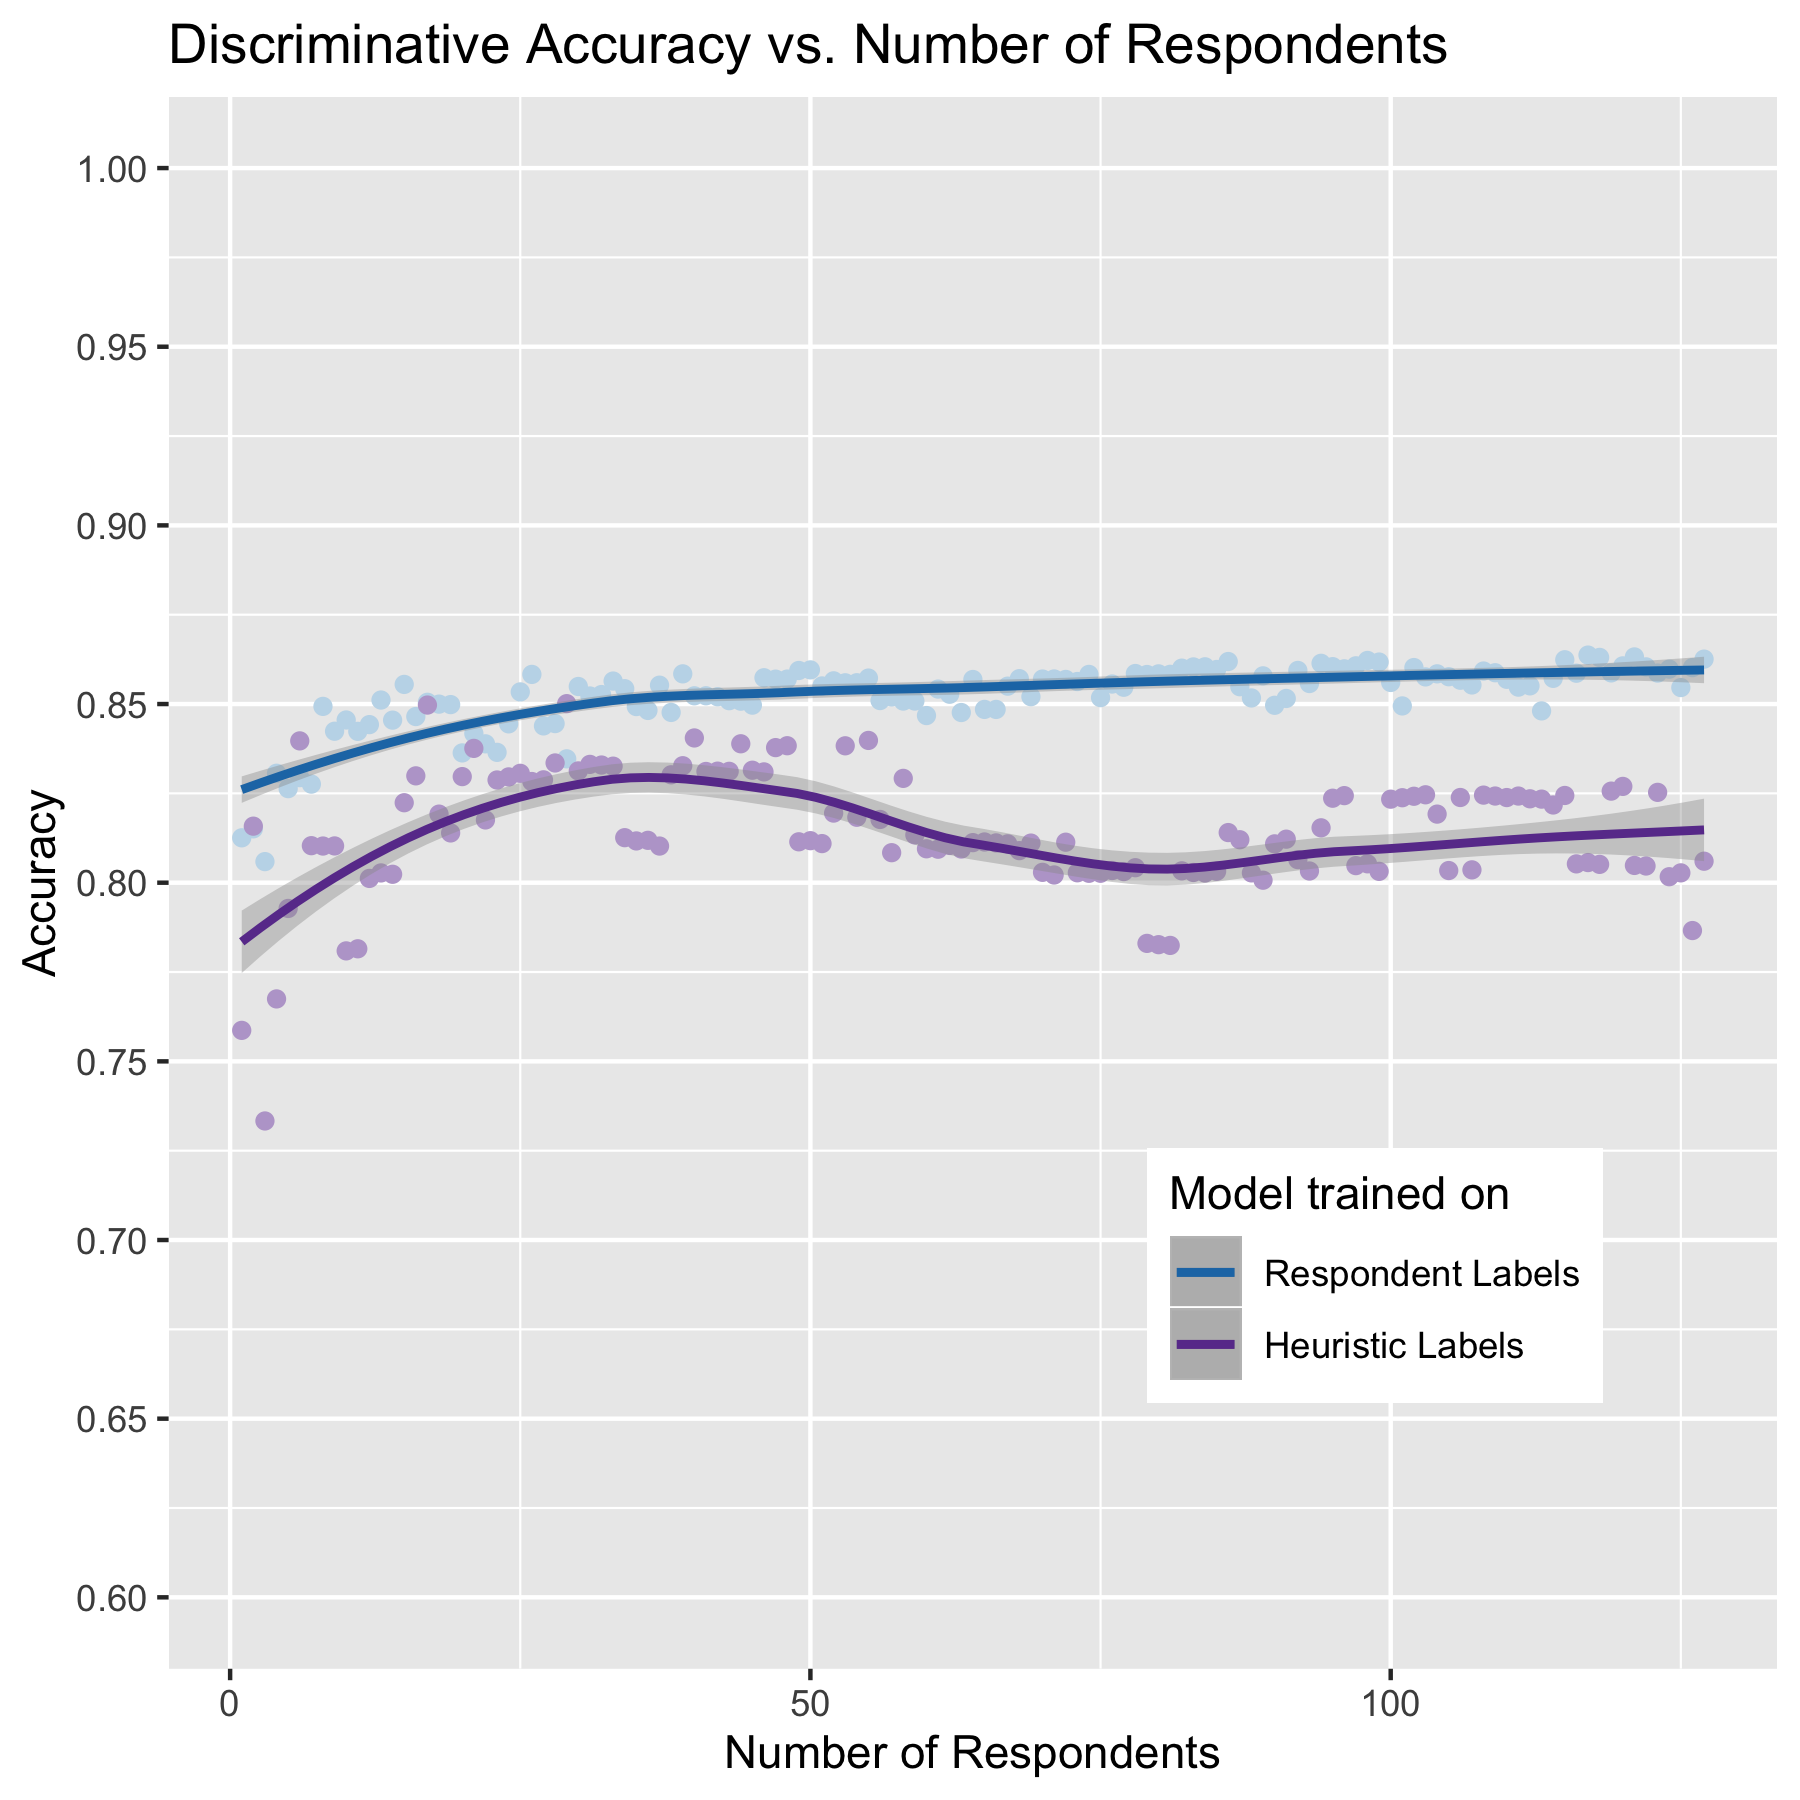 Discriminative Accuracy vs. Number of Respondents
1.00
0.95
0.90
0.85
0.80
0.75
0.70
0.65
0.60
Accuracy
Model trained on
Respondent Labels
Heuristic Labels
0 50 100
Number of Respondents